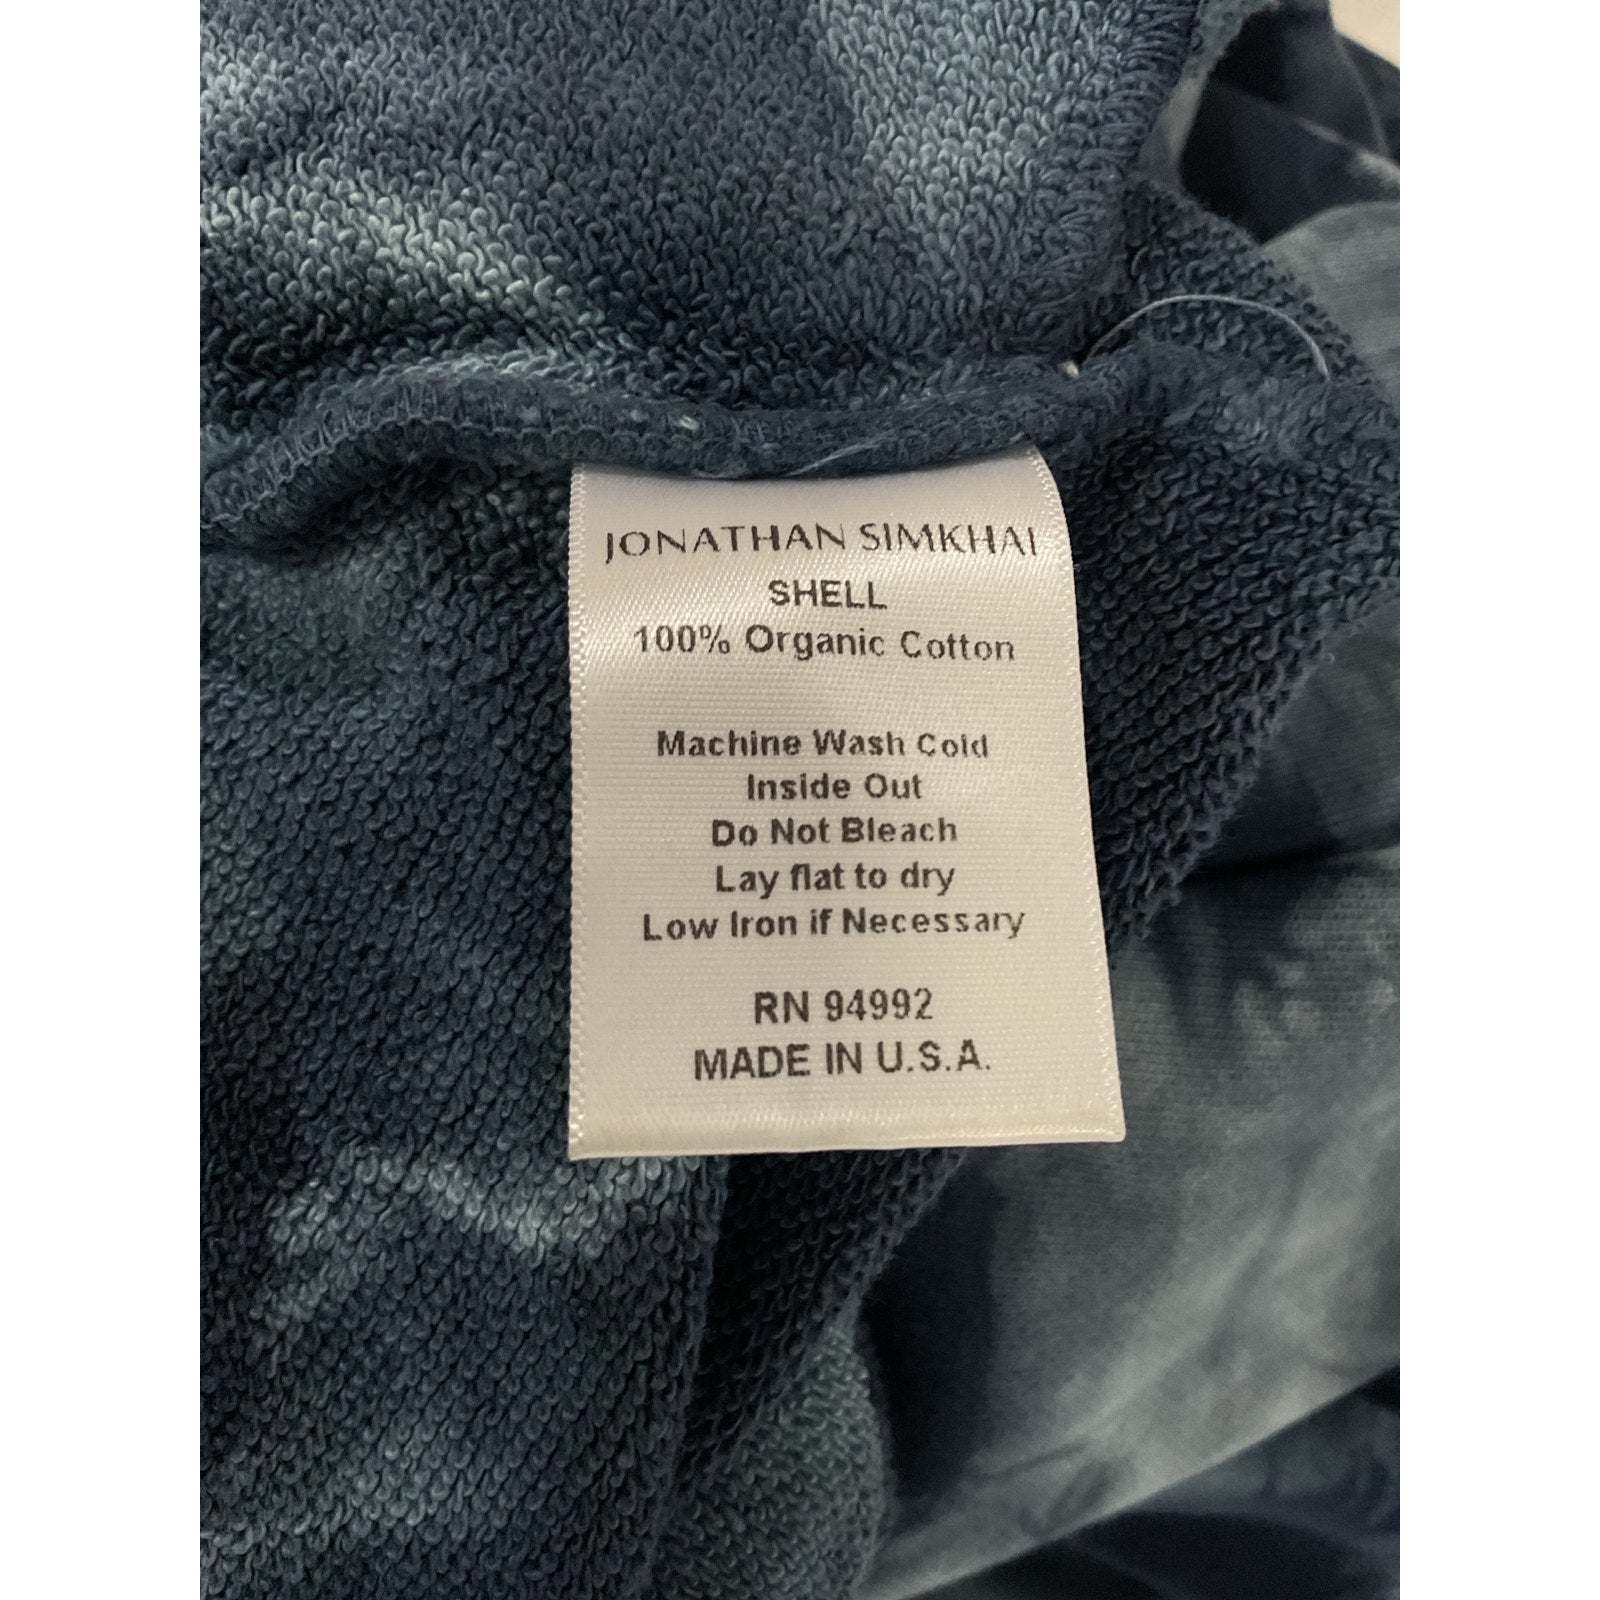 JONATHAN SIMKHAI
SHELL
100% Organic Cotton
Machine Wash Cold
Inside Out
Do Not Bleach
Lay flat to dry
Low Iron if Necessary
RN 94992
MADE IN U.S.A.